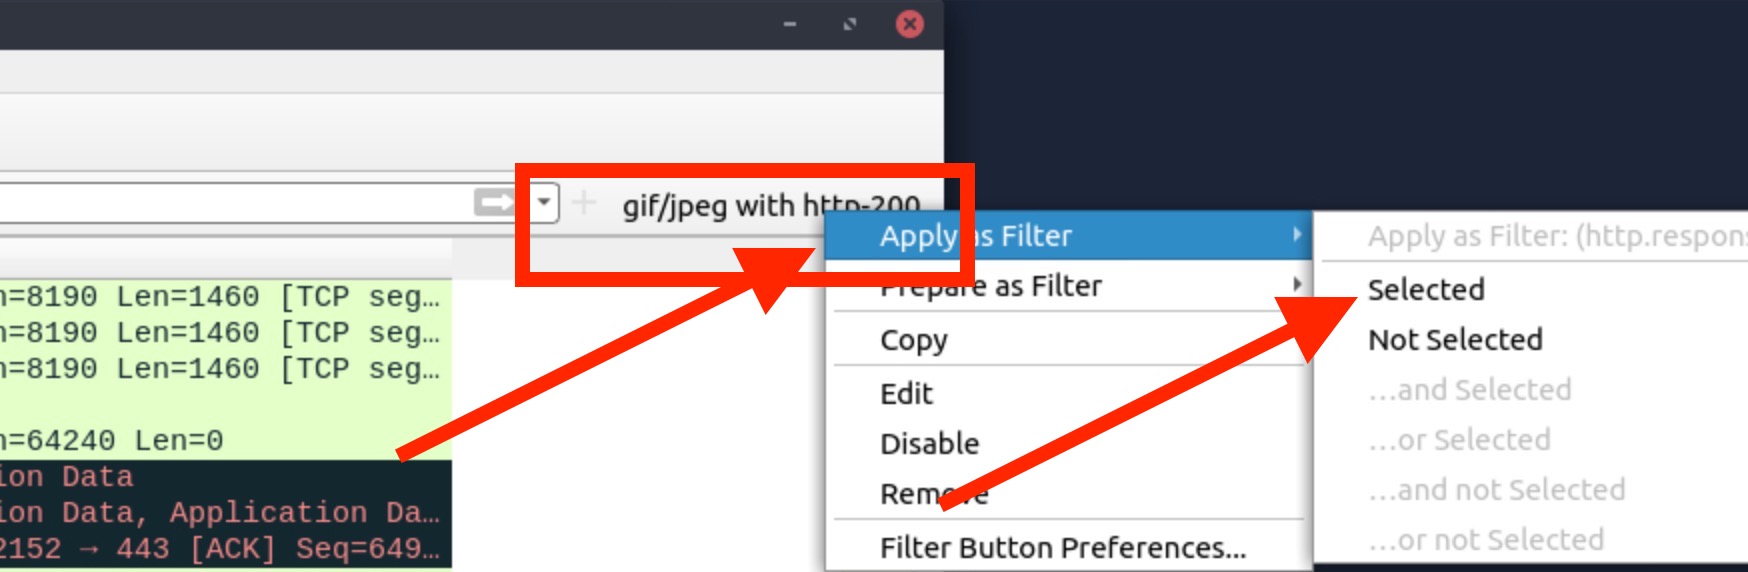 gif/jpeg with http-200
Apply as Filter
Prepare as Filter
Copy
Edit
Disable
Remove
Filter Button Preferences...
Apply as Filter: (http.respons
Selected
Not Selected
…and Selected
…or Selected
…and not Selected
…or not Selected
n=8190 Len=1460 [TCP seg…
n=8190 Len=1460 [TCP seg…
n=8190 Len=1460 [TCP seg…
n=64240 Len=0
ion Data
ion Data, Application Da…
2152 → 443 [ACK] Seq=649…